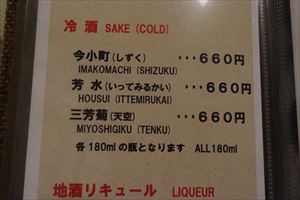 冷酒 SAKE (COLD)
今小町(しずく) ···660円
IMAKOMACHI (SHIZUKU)
芳水(いってみるかい)···660円
HOUSUI (ITTEMIRUKAI)
三芳菊(天空) ···660円
MIYOSHIGIKU (TENKU)
各180mlの瓶となります ALL180ml
地酒リキュール LIQUEUR